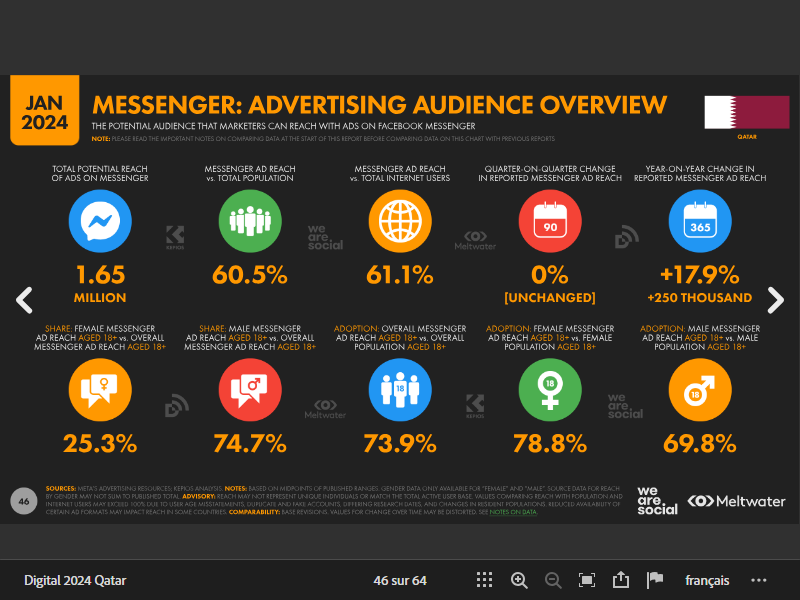 JAN
2024
MESSENGER: ADVERTISING AUDIENCE OVERVIEW
THE POTENTIAL AUDIENCE THAT MARKETERS CAN REACH WITH ADS ON FACEBOOK MESSENGER
NOTE: PLEASE READ THE IMPORTANT NOTES ON COMPARING DATA AT THE START OF THIS REPORT BEFORE COMPARING DATA ON THIS CHART WITH PREVIOUS REPORTS
QATAR
TOTAL POTENTIAL REACH
OF ADS ON MESSENGER
1.65
MILLION
MESSENGER AD REACH
vs. TOTAL POPULATION
60.5%
MESSENGER AD REACH
vs. TOTAL INTERNET USERS
61.1%
QUARTER-ON-QUARTER CHANGE
IN REPORTED MESSENGER AD REACH
90
0%
[UNCHANGED]
YEAR-ON-YEAR CHANGE IN
REPORTED MESSENGER AD REACH
365
+17.9%
+250 THOUSAND
KEPIOS
we
are.
social
Meltwater
SHARE: FEMALE MESSENGER
AD REACH AGED 18+ vs. OVERALL
MESSENGER AD REACH AGED 18+
25.3%
SHARE: MALE MESSENGER
AD REACH AGED 18+ vs. OVERALL
MESSENGER AD REACH AGED 18+
74.7%
ADOPTION: OVERALL MESSENGER
AD REACH AGED 18+ vs. OVERALL
POPULATION AGED 18+
18
73.9%
ADOPTION: FEMALE MESSENGER
AD REACH AGED 18+ vs. FEMALE
POPULATION AGED 18+
18
78.8%
ADOPTION: MALE MESSENGER
AD REACH AGED 18+ vs. MALE
POPULATION AGED 18+
18
69.8%
Meltwater
KEPIOS
we
are.
social
46
SOURCES: META'S ADVERTISING RESOURCES; KEPIOS ANALYSIS. NOTES: BASED ON MIDPOINTS OF PUBLISHED RANGES. GENDER DATA ONLY AVAILABLE FOR "FEMALE" AND "MALE". SOURCE DATA FOR REACH
BY GENDER MAY NOT SUM TO PUBLISHED TOTAL. ADVISORY: REACH MAY NOT REPRESENT UNIQUE INDIVIDUALS OR MATCH THE TOTAL ACTIVE USER BASE. VALUES COMPARING REACH WITH POPULATION AND
INTERNET USERS MAY EXCEED 100% DUE TO USER AGE MISSTATEMENTS, DUPLICATE AND FAKE ACCOUNTS, DIFFERING RESEARCH DATES, AND CHANGES IN RESIDENT POPULATIONS. REDUCED AVAILABILITY OF
CERTAIN AD FORMATS MAY IMPACT REACH IN SOME COUNTRIES. COMPARABILITY: BASE REVISIONS. VALUES FOR CHANGE OVER TIME MAY BE DISTORTED. SEE NOTES ON DATA.
we
are.
social
Meltwater
Digital 2024 Qatar
46 sur 64
français